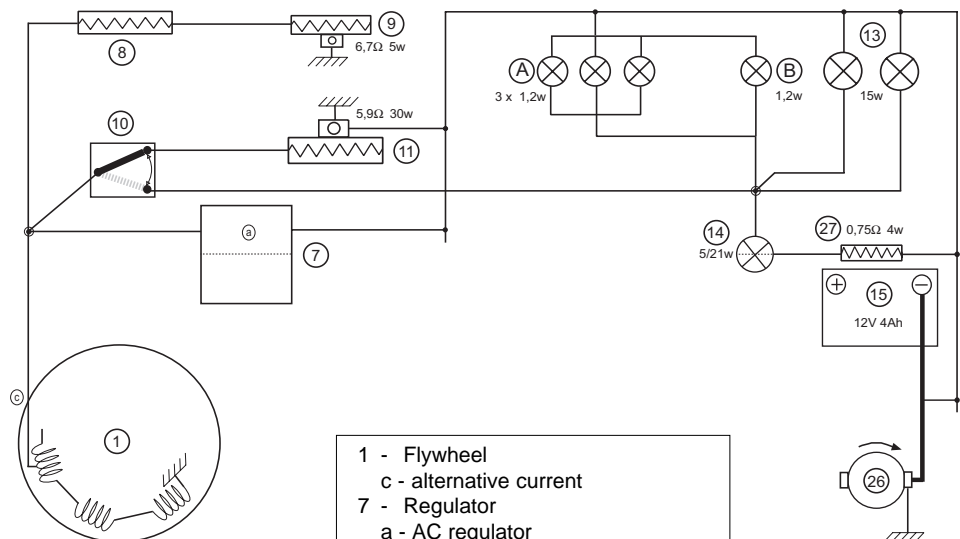 8
9
6,7Ω 5w
10
5,9Ω 30w
11
A
3 x 1,2w
B
1,2w
13
15w
a
7
14
5/21w
27 0,75Ω 4w
+ 15 −
12V 4Ah
c
1
26
1 - Flywheel
c - alternative current
7 - Regulator
a - AC regulator